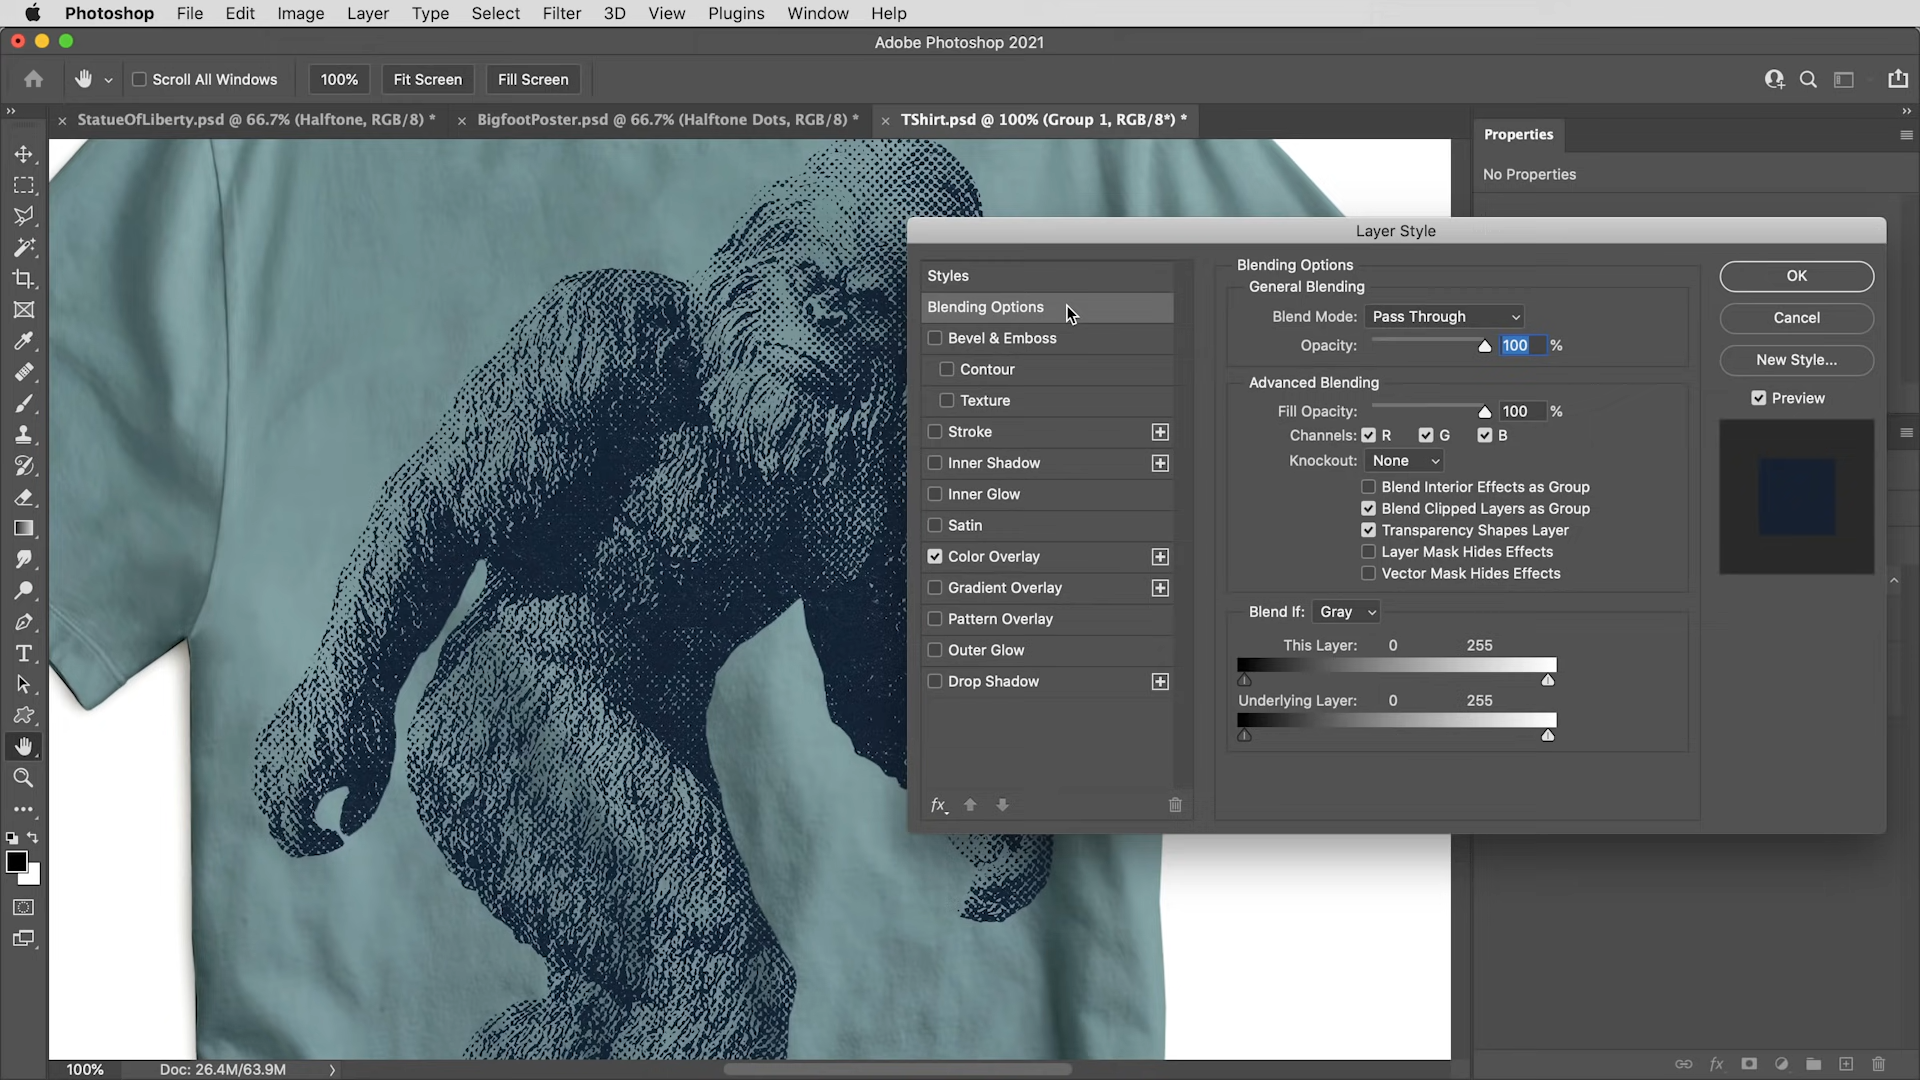 Photoshop File Edit Image Layer Type Select Filter 3D View Plugins Window Help
Adobe Photoshop 2021
Scroll All Windows 100% Fit Screen Fill Screen
StatueOfLiberty.psd @ 66.7% (Halftone, RGB/8) *
BigfootPoster.psd @ 66.7% (Halftone Dots, RGB/8) *
TShirt.psd @ 100% (Group 1, RGB/8*) *
Properties
No Properties
Layer Style
Styles
Blending Options
Bevel & Emboss
Contour
Texture
Stroke
Inner Shadow
Inner Glow
Satin
Color Overlay
Gradient Overlay
Pattern Overlay
Outer Glow
Drop Shadow
fx
Blending Options
General Blending
Blend Mode: Pass Through
Opacity: 100 %
Advanced Blending
Fill Opacity: 100 %
Channels: R G B
Knockout: None
Blend Interior Effects as Group
Blend Clipped Layers as Group
Transparency Shapes Layer
Layer Mask Hides Effects
Vector Mask Hides Effects
Blend If: Gray
This Layer: 0 255
Underlying Layer: 0 255
OK
Cancel
New Style...
Preview
100% Doc: 26.4M/63.9M
fx